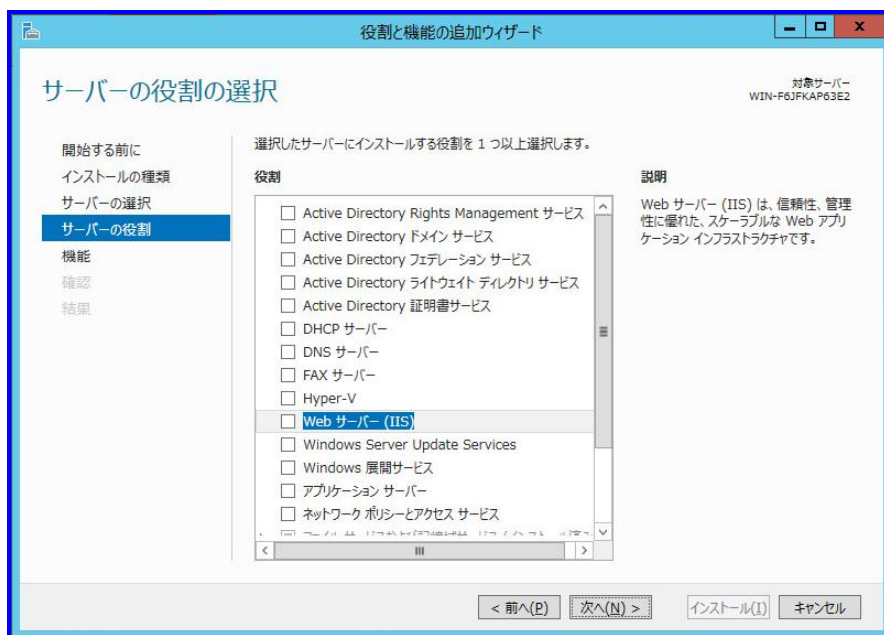 役割と機能の追加ウィザード
サーバーの役割の選択
対象サーバー
WIN-F6JFKAP63E2
開始する前に
インストールの種類
サーバーの選択
サーバーの役割
機能
確認
結果
選択したサーバーにインストールする役割を 1 つ以上選択します。
役割
Active Directory Rights Management サービス
Active Directory ドメイン サービス
Active Directory フェデレーション サービス
Active Directory ライトウェイト ディレクトリ サービス
Active Directory 証明書サービス
DHCP サーバー
DNS サーバー
FAX サーバー
Hyper-V
Web サーバー (IIS)
Windows Server Update Services
Windows 展開サービス
アプリケーション サーバー
ネットワーク ポリシーとアクセス サービス
説明
Web サーバー (IIS) は、信頼性、管理
性に優れた、スケーラブルな Web アプリ
ケーション インフラストラクチャです。
< 前へ(P)
次へ(N) >
インストール(I)
キャンセル